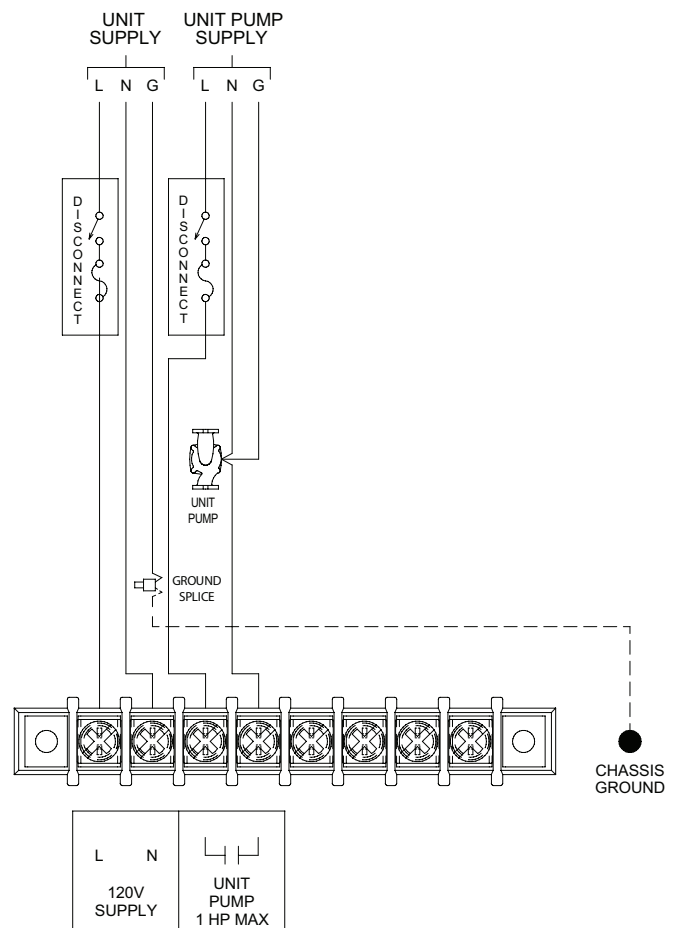 UNIT
SUPPLY
UNIT PUMP
SUPPLY
L N G
L N G
DISCONNECT
DISCONNECT
UNIT
PUMP
GROUND
SPLICE
CHASSIS
GROUND
L N
120V
SUPPLY
UNIT
PUMP
1 HP MAX